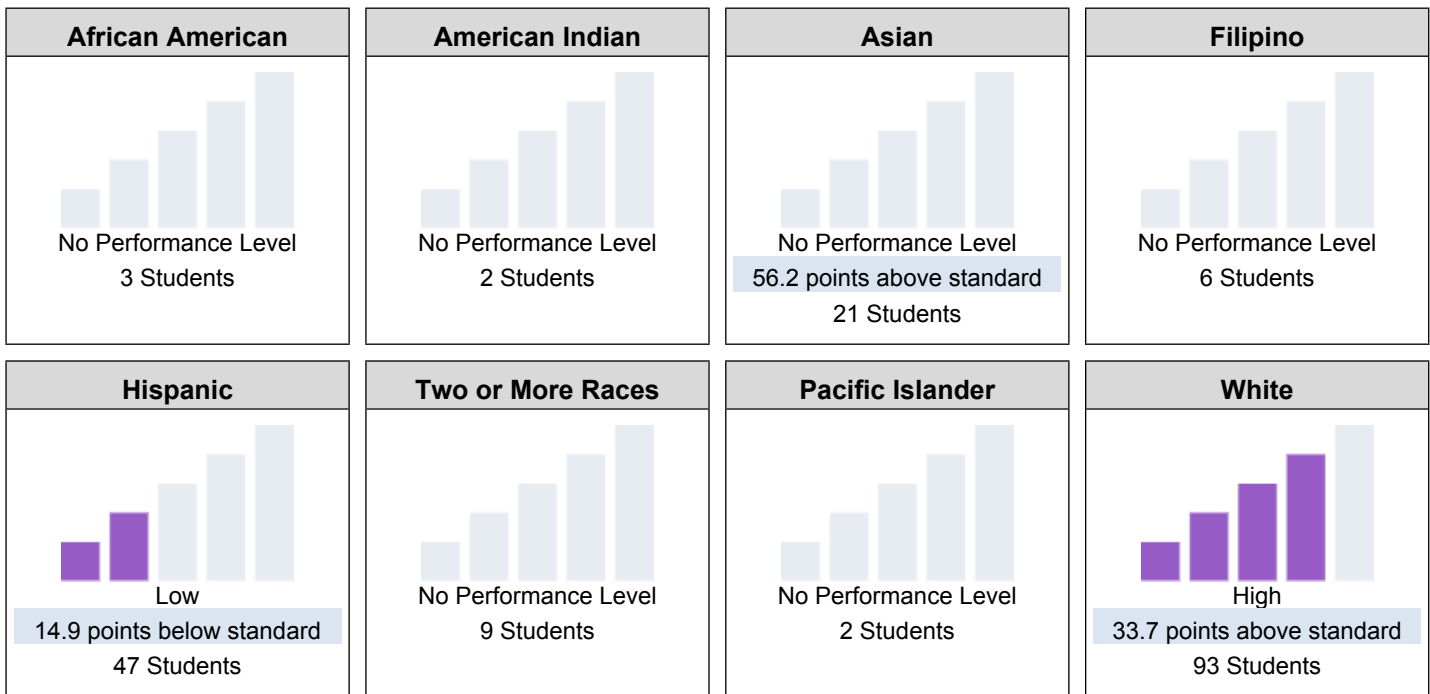 African American
No Performance Level
3 Students
American Indian
No Performance Level
2 Students
Asian
No Performance Level
56.2 points above standard
21 Students
Filipino
No Performance Level
6 Students
Hispanic
Low
14.9 points below standard
47 Students
Two or More Races
No Performance Level
9 Students
Pacific Islander
No Performance Level
2 Students
White
High
33.7 points above standard
93 Students